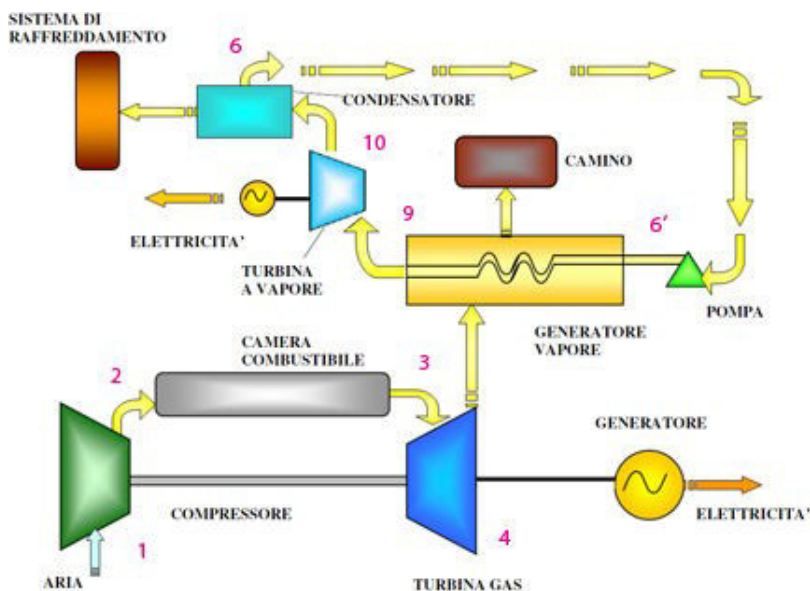 SISTEMA DI
RAFFREDDAMENTO
6
CONDENSATORE
10
CAMINO
ELETTRICITA'
9
6'
TURBINA
A VAPORE
POMPA
GENERATORE
VAPORE
CAMERA
COMBUSTIBILE
2
3
GENERATORE
COMPRESSORE
ELETTRICITA'
1
4
ARIA
TURBINA GAS